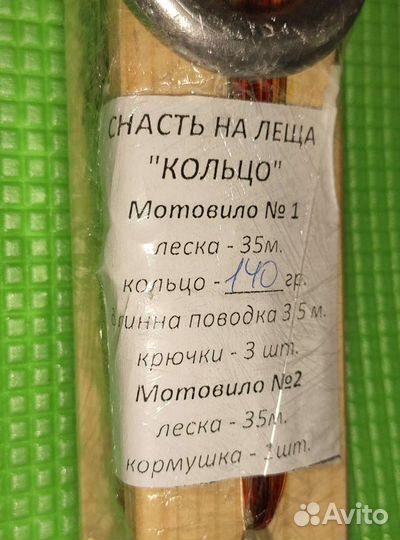 СНАСТЬ НА ЛЕЩА
"КОЛЬЦО"
Мотовило № 1
леска - 35м.
кольцо - 140 гр.
длинна поводка 3,5 м.
крючки - 3 шт.
Мотовило №2
леска - 35м.
кормушка - 1шт.
Avito